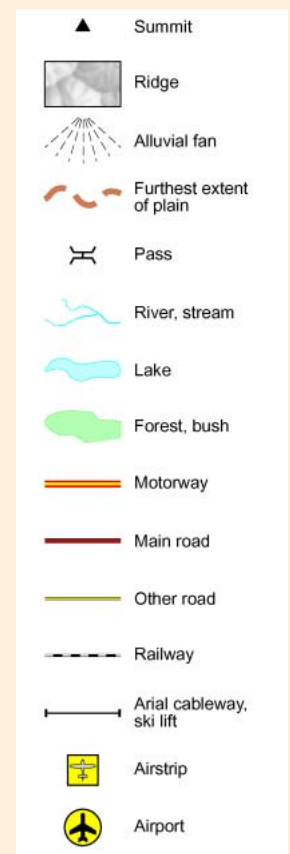 Summit
Ridge
Alluvial fan
Furthest extent
of plain
Pass
River, stream
Lake
Forest, bush
Motorway
Main road
Other road
Railway
Arial cableway,
ski lift
Airstrip
Airport